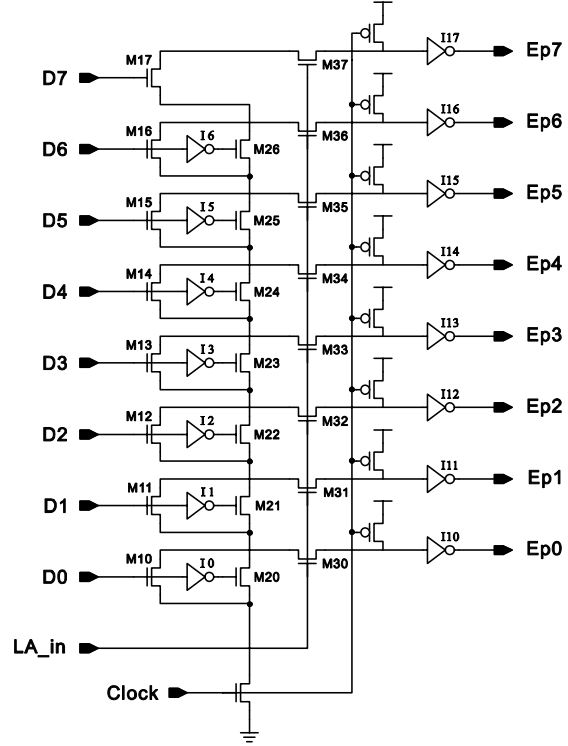 I17
M17 M37 Ep7
D7
I16
M16 I6 M36 Ep6
D6 M26
I15
M15 I5 M35 Ep5
D5 M25
I14
M14 I4 M34 Ep4
D4 M24
I13
M13 I3 M33 Ep3
D3 M23
I12
M12 I2 M32 Ep2
D2 M22
I11
M11 I1 M31 Ep1
D1 M21
I10
M10 I0 M30 Ep0
D0 M20
LA_in
Clock